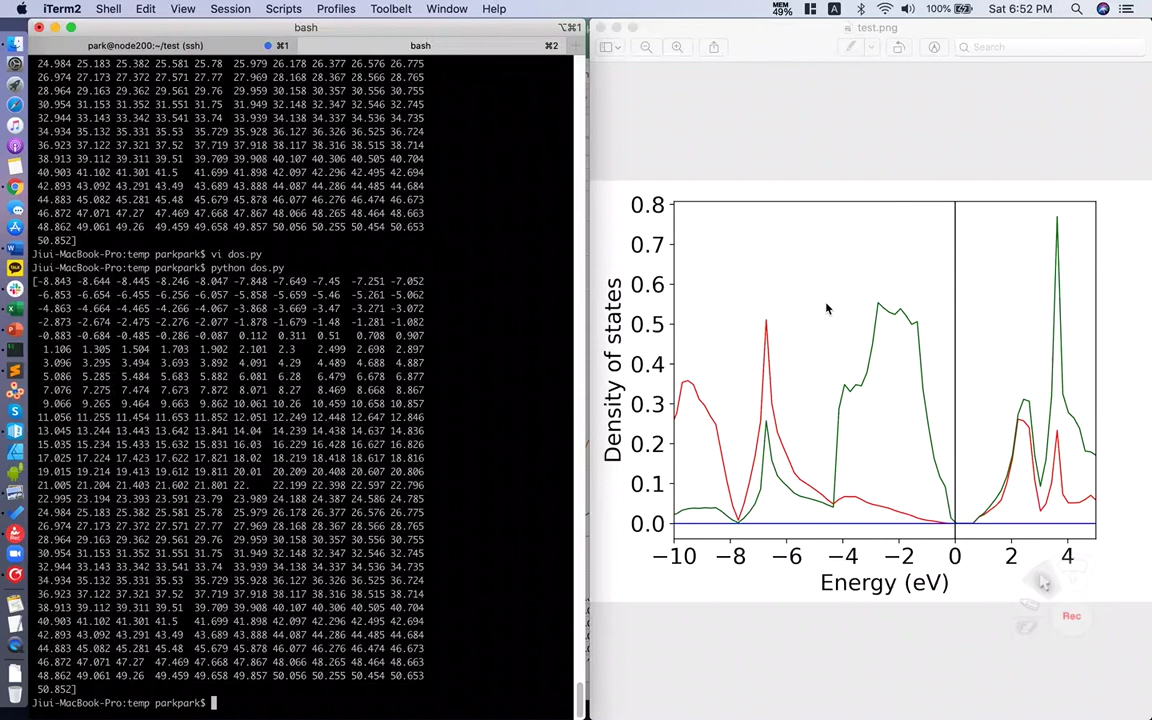 iTerm2 Shell Edit View Session Scripts Profiles Toolbelt Window Help MEM 49% A 100% Sat 6:52 PM
bash ⌥⌘1
park@node200:~/test (ssh) ⌘1 bash ⌘2
24.984 25.183 25.382 25.581 25.78 25.979 26.178 26.377 26.576 26.775
26.974 27.173 27.372 27.571 27.77 27.969 28.168 28.367 28.566 28.765
28.964 29.163 29.362 29.561 29.76 29.959 30.158 30.357 30.556 30.755
30.954 31.153 31.352 31.551 31.75 31.949 32.148 32.347 32.546 32.745
32.944 33.143 33.342 33.541 33.74 33.939 34.138 34.337 34.536 34.735
34.934 35.132 35.331 35.53 35.729 35.928 36.127 36.326 36.525 36.724
36.923 37.122 37.321 37.52 37.719 37.918 38.117 38.316 38.515 38.714
38.913 39.112 39.311 39.51 39.709 39.908 40.107 40.306 40.505 40.704
40.903 41.102 41.301 41.5 41.699 41.898 42.097 42.296 42.495 42.694
42.893 43.092 43.291 43.49 43.689 43.888 44.087 44.286 44.485 44.684
44.883 45.082 45.281 45.48 45.679 45.878 46.076 46.275 46.474 46.673
46.872 47.071 47.27 47.469 47.668 47.867 48.066 48.265 48.464 48.663
48.862 49.061 49.26 49.459 49.658 49.857 50.056 50.255 50.454 50.653
50.852]
Jiui-MacBook-Pro:temp parkpark$ vi dos.py
Jiui-MacBook-Pro:temp parkpark$ python dos.py
[-8.843 -8.644 -8.445 -8.246 -8.047 -7.848 -7.649 -7.45 -7.251 -7.052
-6.853 -6.654 -6.455 -6.256 -6.057 -5.858 -5.659 -5.46 -5.261 -5.062
-4.863 -4.664 -4.465 -4.266 -4.067 -3.868 -3.669 -3.47 -3.271 -3.072
-2.873 -2.674 -2.475 -2.276 -2.077 -1.878 -1.679 -1.48 -1.281 -1.082
-0.883 -0.684 -0.485 -0.286 -0.087 0.112 0.311 0.51 0.708 0.907
1.106 1.305 1.504 1.703 1.902 2.101 2.3 2.499 2.698 2.897
3.096 3.295 3.494 3.693 3.892 4.091 4.29 4.489 4.688 4.887
5.086 5.285 5.484 5.683 5.882 6.081 6.28 6.479 6.678 6.877
7.076 7.275 7.474 7.673 7.872 8.071 8.27 8.469 8.668 8.867
9.066 9.265 9.464 9.663 9.862 10.061 10.26 10.459 10.658 10.857
11.056 11.255 11.454 11.653 11.852 12.051 12.249 12.448 12.647 12.846
13.045 13.244 13.443 13.642 13.841 14.04 14.239 14.438 14.637 14.836
15.035 15.234 15.433 15.632 15.831 16.03 16.229 16.428 16.627 16.826
17.025 17.224 17.423 17.622 17.821 18.02 18.219 18.418 18.617 18.816
19.015 19.214 19.413 19.612 19.811 20.01 20.209 20.408 20.607 20.806
21.005 21.204 21.403 21.602 21.801 22. 22.199 22.398 22.597 22.796
22.995 23.194 23.393 23.591 23.79 23.989 24.188 24.387 24.586 24.785
24.984 25.183 25.382 25.581 25.78 25.979 26.178 26.377 26.576 26.775
26.974 27.173 27.372 27.571 27.77 27.969 28.168 28.367 28.566 28.765
28.964 29.163 29.362 29.561 29.76 29.959 30.158 30.357 30.556 30.755
30.954 31.153 31.352 31.551 31.75 31.949 32.148 32.347 32.546 32.745
32.944 33.143 33.342 33.541 33.74 33.939 34.138 34.337 34.536 34.735
34.934 35.132 35.331 35.53 35.729 35.928 36.127 36.326 36.525 36.724
36.923 37.122 37.321 37.52 37.719 37.918 38.117 38.316 38.515 38.714
38.913 39.112 39.311 39.51 39.709 39.908 40.107 40.306 40.505 40.704
40.903 41.102 41.301 41.5 41.699 41.898 42.097 42.296 42.495 42.694
42.893 43.092 43.291 43.49 43.689 43.888 44.087 44.286 44.485 44.684
44.883 45.082 45.281 45.48 45.679 45.878 46.076 46.275 46.474 46.673
46.872 47.071 47.27 47.469 47.668 47.867 48.066 48.265 48.464 48.663
48.862 49.061 49.26 49.459 49.658 49.857 50.056 50.255 50.454 50.653
50.852]
Jiui-MacBook-Pro:temp parkpark$
test.png
Search
0.8
0.7
0.6
0.5
0.4
0.3
0.2
0.1
0.0
Density of states
−10 −8 −6 −4 −2 0 2 4
Energy (eV)
Rec